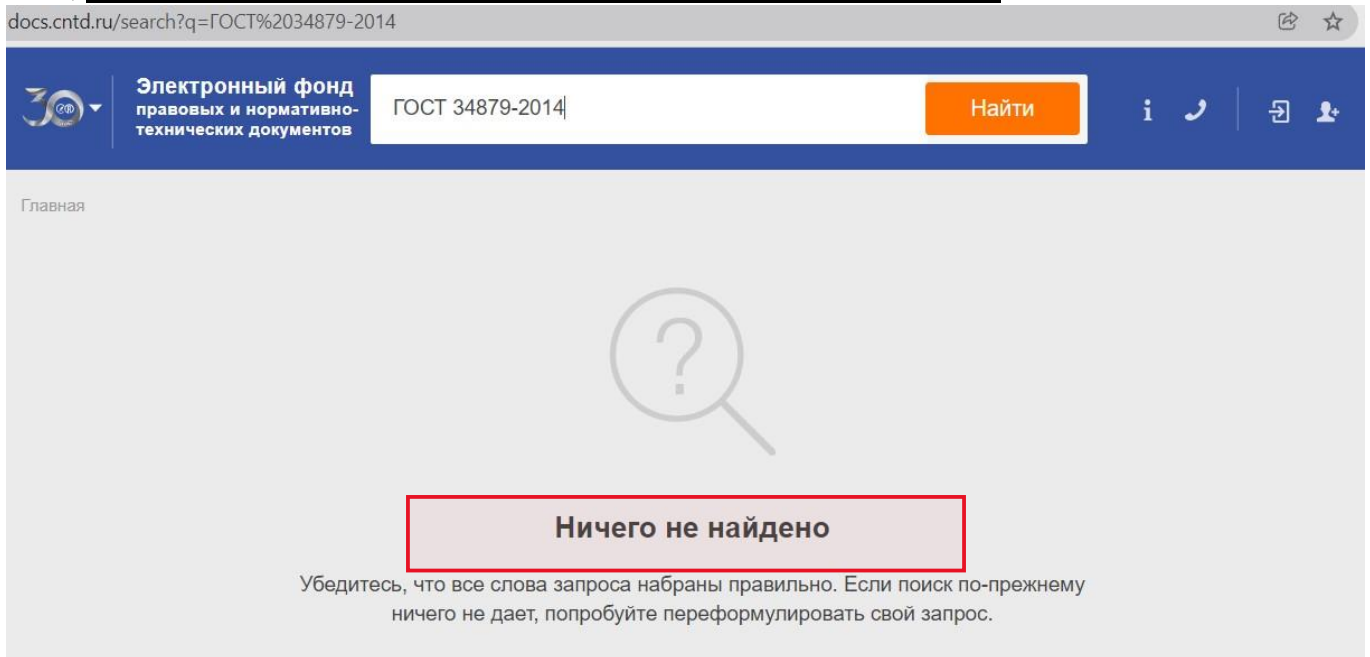 docs.cntd.ru/search?q=ГОСТ%2034879-2014
30
Электронный фонд
правовых и нормативно-
технических документов
ГОСТ 34879-2014
Найти
Главная
Ничего не найдено
Убедитесь, что все слова запроса набраны правильно. Если поиск по-прежнему
ничего не дает, попробуйте переформулировать свой запрос.